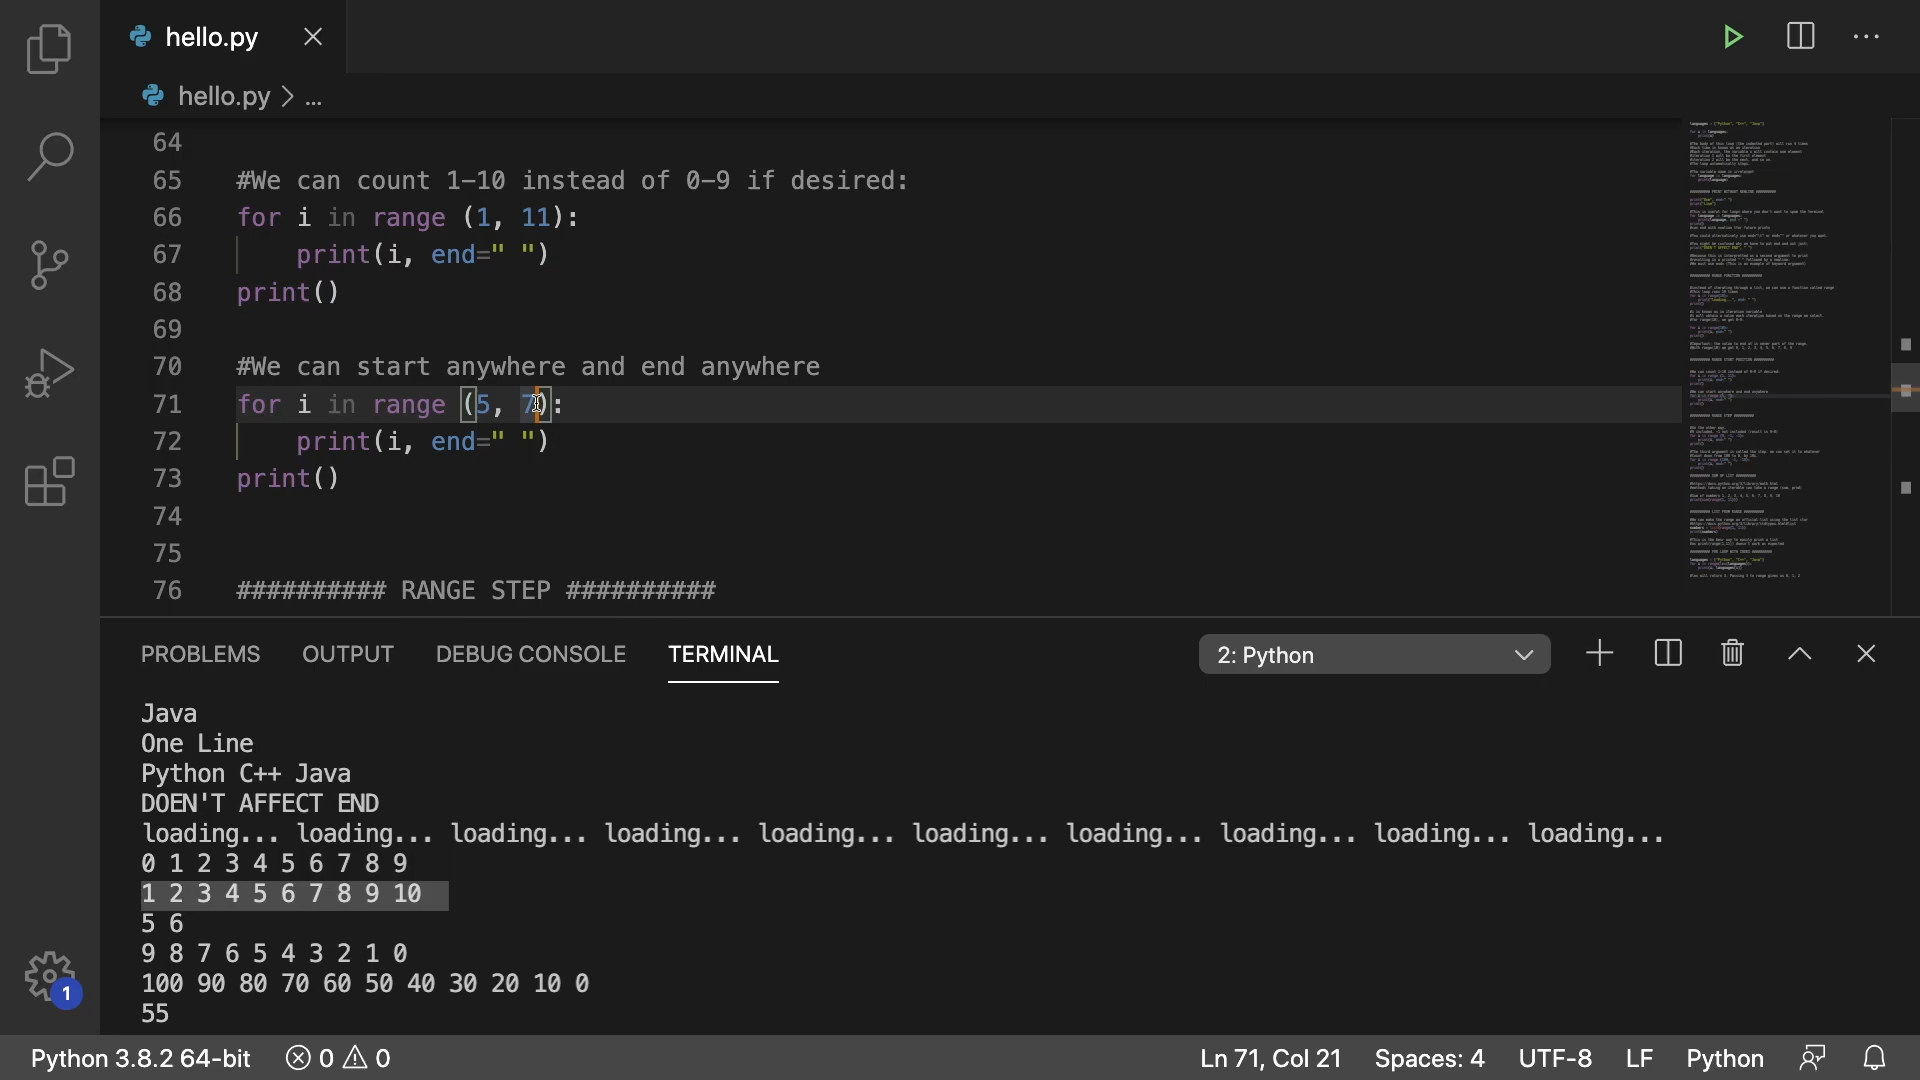 hello.py
hello.py > ...
64
65 #We can count 1-10 instead of 0-9 if desired:
66 for i in range (1, 11):
67     print(i, end=" ")
68 print()
69
70 #We can start anywhere and end anywhere
71 for i in range (5, 7):
72     print(i, end=" ")
73 print()
74
75
76 ########## RANGE STEP ##########
PROBLEMS OUTPUT DEBUG CONSOLE TERMINAL 2: Python
Java
One Line
Python C++ Java
DOEN'T AFFECT END
loading... loading... loading... loading... loading... loading... loading... loading... loading... loading...
0 1 2 3 4 5 6 7 8 9
1 2 3 4 5 6 7 8 9 10
5 6
9 8 7 6 5 4 3 2 1 0
100 90 80 70 60 50 40 30 20 10 0
55
1
Python 3.8.2 64-bit 0 0 Ln 71, Col 21 Spaces: 4 UTF-8 LF Python